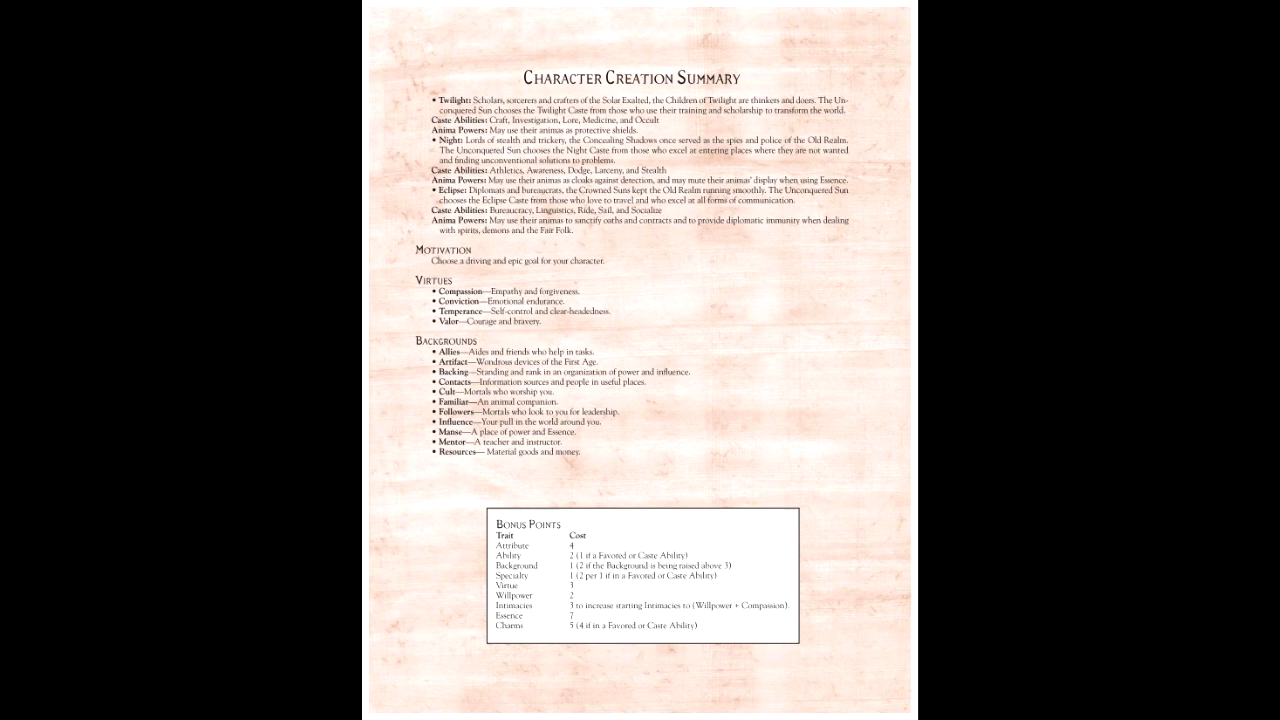 Character Creation Summary
• Twilight: Scholars, sorcerers and crafters of the Solar Exalted, the Children of Twilight are thinkers and doers. The Un-
conquered Sun chooses the Twilight Caste from those who use their training and scholarship to transform the world.
Caste Abilities: Craft, Investigation, Lore, Medicine, and Occult
Anima Powers: May use their animas as protective shields.
• Night: Lords of stealth and trickery, the Concealing Shadows once served as the spies and police of the Old Realm.
The Unconquered Sun chooses the Night Caste from those who excel at entering places where they are not wanted
and finding unconventional solutions to problems.
Caste Abilities: Athletics, Awareness, Dodge, Larceny, and Stealth
Anima Powers: May use their animas as cloaks against detection, and may mute their animas' display when using Essence.
• Eclipse: Diplomats and bureaucrats, the Crowned Suns kept the Old Realm running smoothly. The Unconquered Sun
chooses the Eclipse Caste from those who love to travel and who excel at all forms of communication.
Caste Abilities: Bureaucracy, Linguistics, Ride, Sail, and Socialize
Anima Powers: May use their animas to sanctify oaths and contracts and to provide diplomatic immunity when dealing
with spirits, demons and the Fair Folk.
Motivation
Choose a driving and epic goal for your character.
Virtues
• Compassion—Empathy and forgiveness.
• Conviction—Emotional endurance.
• Temperance—Self-control and clear-headedness.
• Valor—Courage and bravery.
Backgrounds
• Allies—Aides and friends who help in tasks.
• Artifact—Wondrous devices of the First Age.
• Backing—Standing and rank in an organization of power and influence.
• Contacts—Information sources and people in useful places.
• Cult—Mortals who worship you.
• Familiar—An animal companion.
• Followers—Mortals who look to you for leadership.
• Influence—Your pull in the world around you.
• Manse—A place of power and Essence.
• Mentor—A teacher and instructor.
• Resources— Material goods and money.
Bonus Points
Trait Cost
Attribute 4
Ability 2 (1 if a Favored or Caste Ability)
Background 1 (2 if the Background is being raised above 3)
Specialty 1 (2 per 1 if in a Favored or Caste Ability)
Virtue 3
Willpower 2
Intimacies 3 to increase starting Intimacies to (Willpower + Compassion).
Essence 7
Charms 5 (4 if in a Favored or Caste Ability)